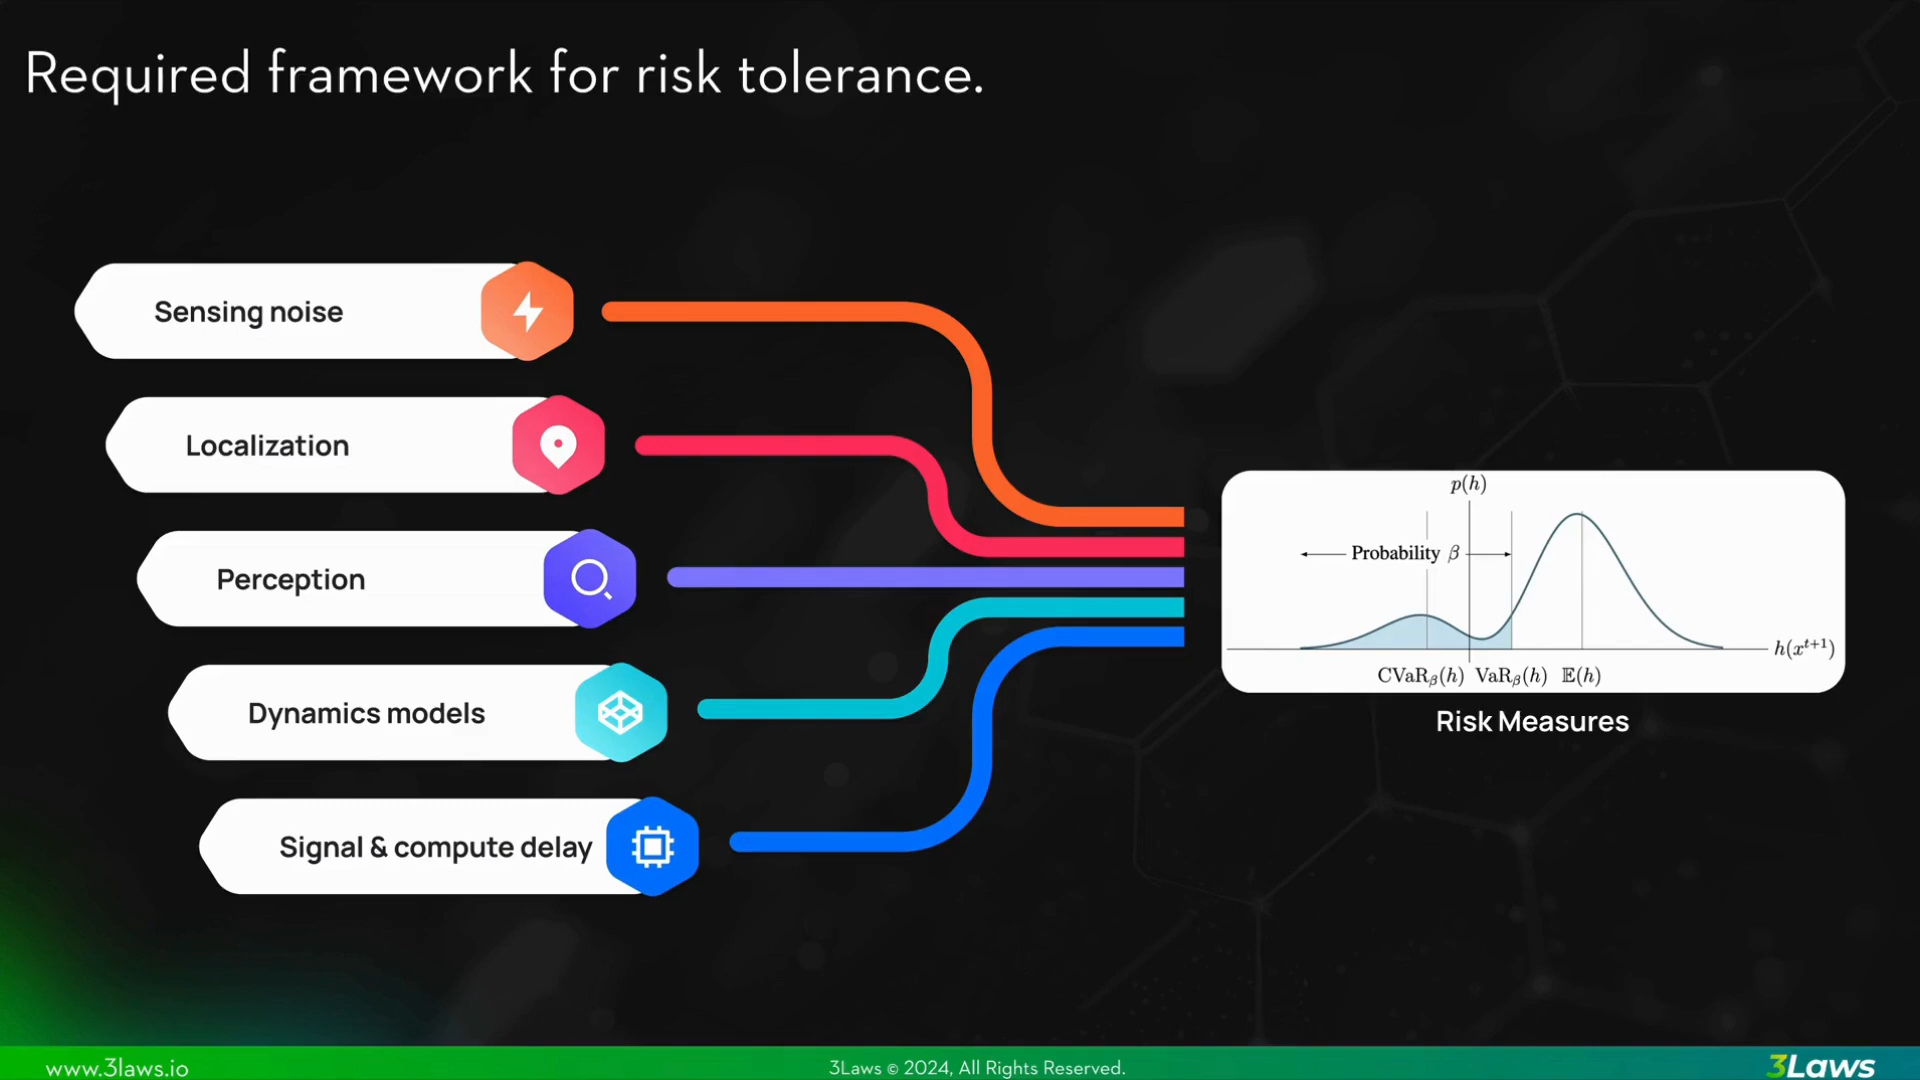 Required framework for risk tolerance.
Sensing noise
Localization
Perception
Dynamics models
Signal & compute delay
p(h)
Probability β
h(x^{t+1})
CVaR_β(h) VaR_β(h) 𝔼(h)
Risk Measures
www.3laws.io
3Laws © 2024, All Rights Reserved.
3Laws